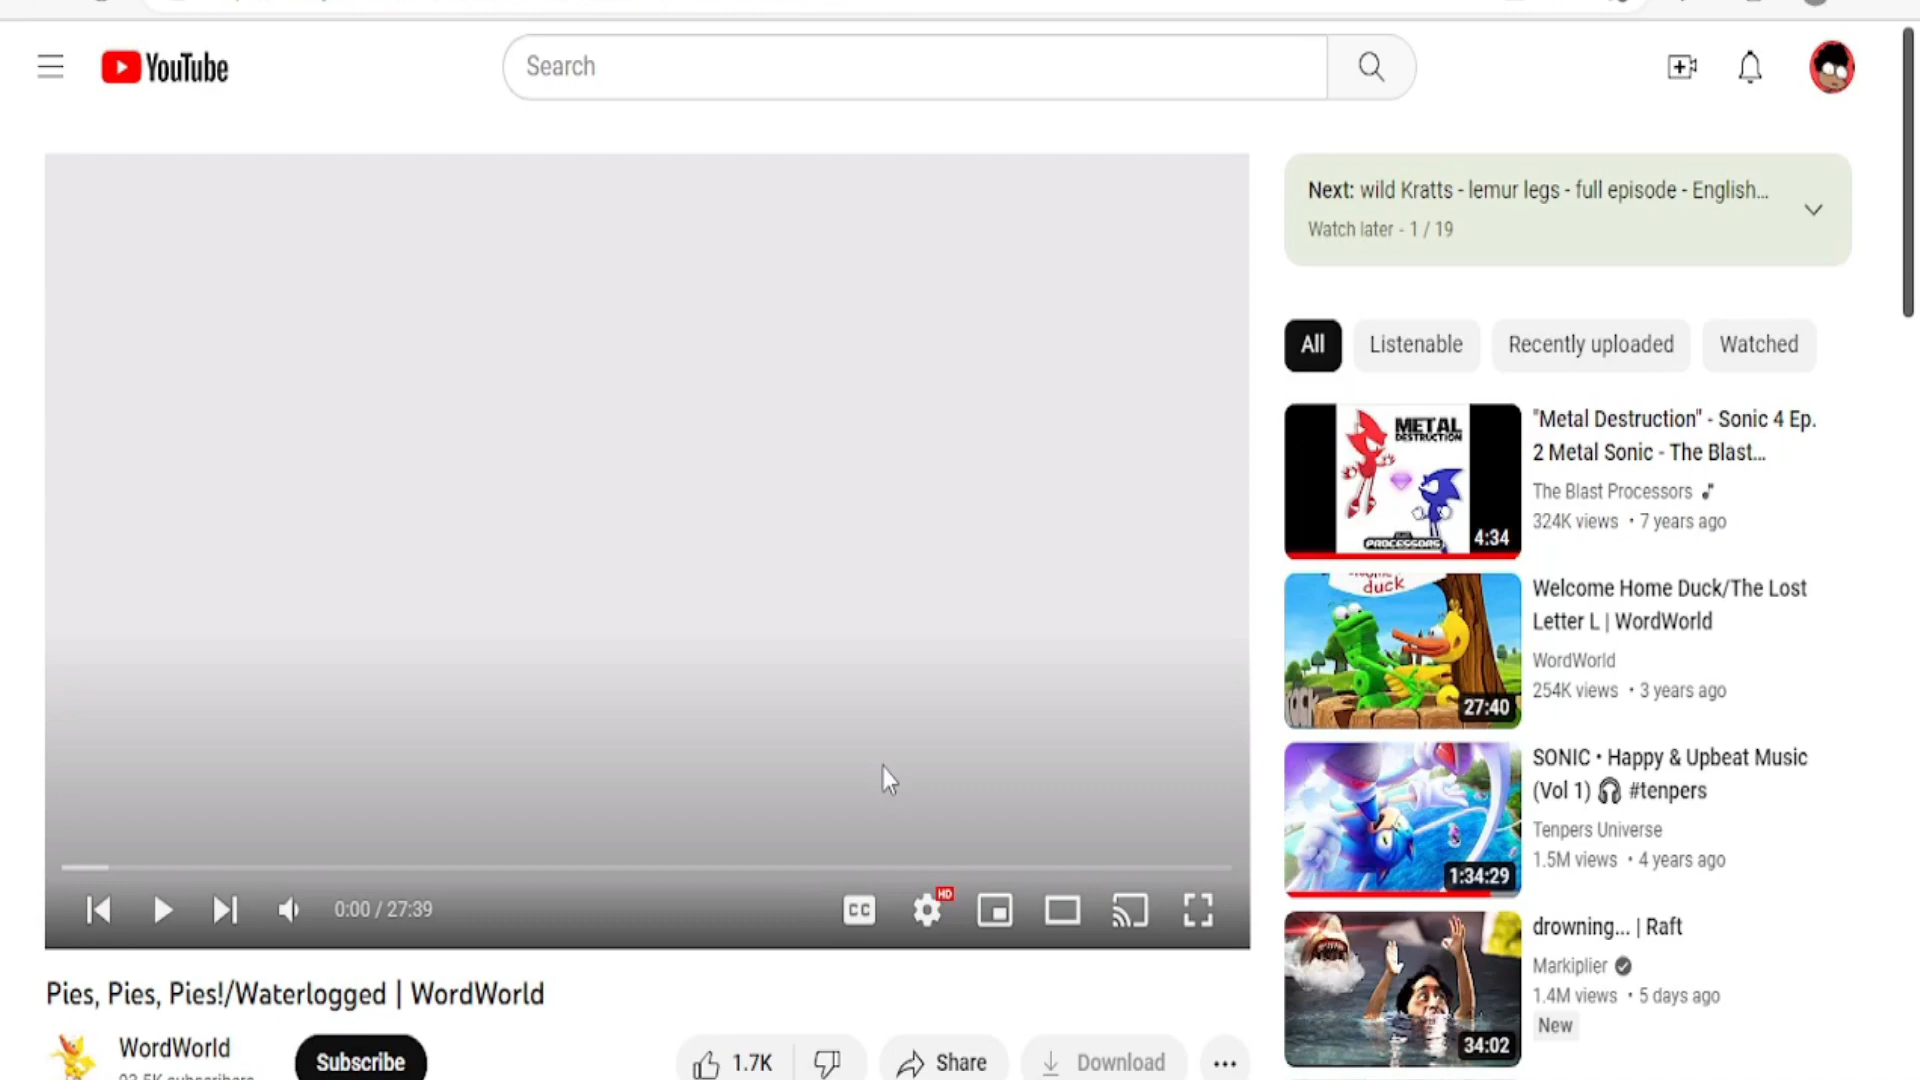 YouTube
Search
Next: wild Kratts - lemur legs - full episode - English...
Watch later - 1 / 19
All
Listenable
Recently uploaded
Watched
METAL
DESTRUCTION
PROCESSORS
4:34
"Metal Destruction" - Sonic 4 Ep.
2 Metal Sonic - The Blast...
The Blast Processors
324K views • 7 years ago
duck
27:40
Welcome Home Duck/The Lost
Letter L | WordWorld
WordWorld
254K views • 3 years ago
1:34:29
SONIC • Happy & Upbeat Music
(Vol 1) 🎧 #tenpers
Tenpers Universe
1.5M views • 4 years ago
34:02
drowning... | Raft
Markiplier
1.4M views • 5 days ago
New
0:00 / 27:39
CC
HD
Pies, Pies, Pies!/Waterlogged | WordWorld
WordWorld
Subscribe
1.7K
Share
Download